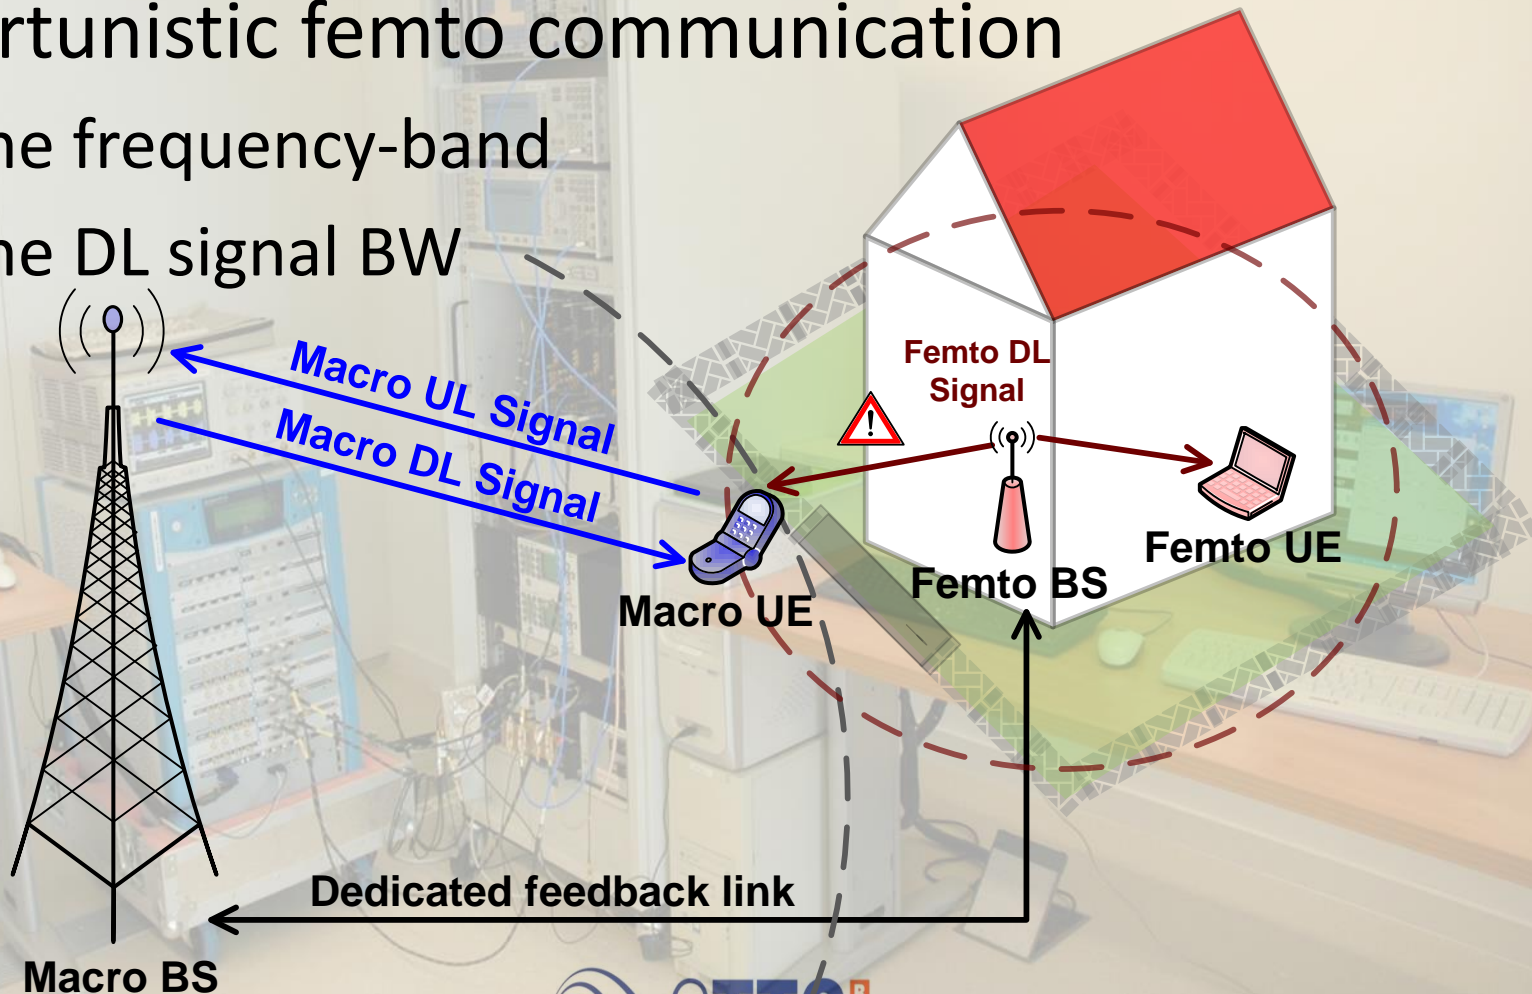 rtunistic femto communication
ne frequency-band
ne DL signal BW
Macro UL Signal
Macro DL Signal
Femto DL
Signal
!
Femto UE
Femto BS
Macro UE
Dedicated feedback link
Macro BS